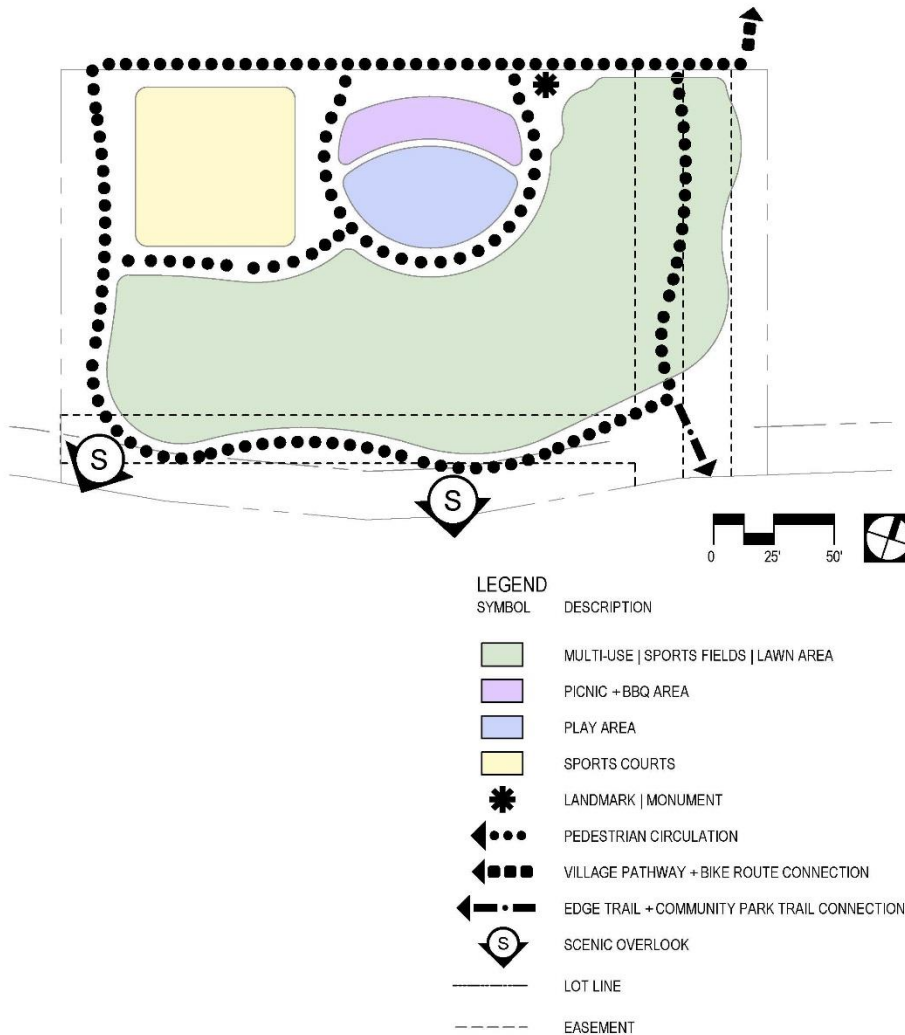 S
S
0 25' 50'
LEGEND
SYMBOL DESCRIPTION
MULTI-USE | SPORTS FIELDS | LAWN AREA
PICNIC + BBQ AREA
PLAY AREA
SPORTS COURTS
LANDMARK | MONUMENT
PEDESTRIAN CIRCULATION
VILLAGE PATHWAY + BIKE ROUTE CONNECTION
EDGE TRAIL + COMMUNITY PARK TRAIL CONNECTION
S SCENIC OVERLOOK
LOT LINE
EASEMENT